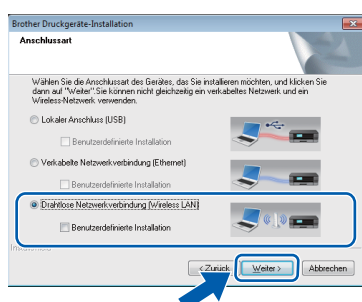 Brother Druckgeräte-Installation
Anschlussart
Wählen Sie die Anschlussat des Gerätes, das Sie installieren möchten, und klicken Sie
dann auf "Weiter".Sie können nicht gleichzeitig ein verkabeltes Netzwerk und ein
Wireless-Netzwerk verwenden.
Lokaler Anschluss (USB)
Benutzerdefinierte Installation
Verkabelte Netzwerkverbindung (Ethernet)
Benutzerdefinierte Installation
Drahtlose Netzwerkverbindung (Wireless LAN)
Benutzerdefinierte Installation
< Zurück
Weiter >
Abbrechen